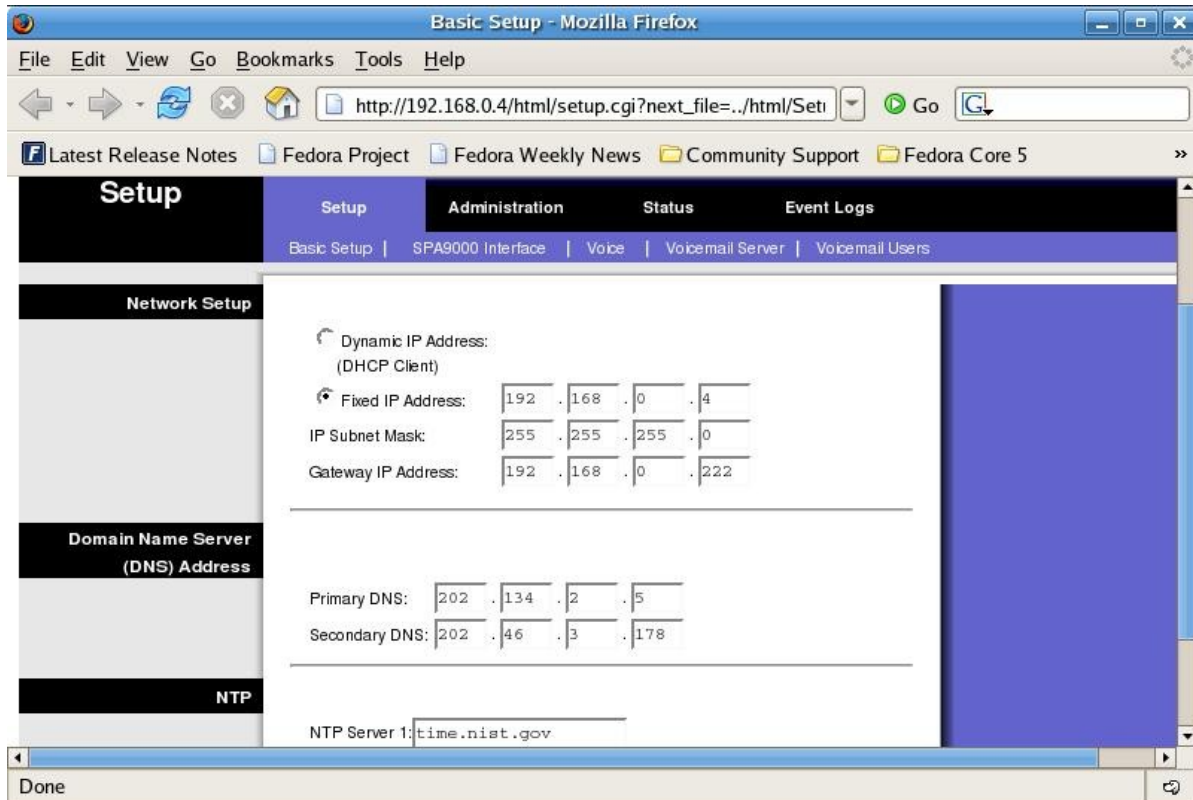 Basic Setup - Mozilla Firefox
File Edit View Go Bookmarks Tools Help
http://192.168.0.4/html/setup.cgi?next_file=../html/Set Go G
Latest Release Notes Fedora Project Fedora Weekly News Community Support Fedora Core 5 »
Setup
Setup Administration Status Event Logs
Basic Setup | SPA9000 Interface | Voice | Voicemail Server | Voicemail Users
Network Setup
Dynamic IP Address:
(DHCP Client)
Fixed IP Address: 192 . 168 . 0 . 4
IP Subnet Mask: 255 . 255 . 255 . 0
Gateway IP Address: 192 . 168 . 0 . 222
Domain Name Server
(DNS) Address
Primary DNS: 202 . 134 . 2 . 5
Secondary DNS: 202 . 46 . 3 . 178
NTP
NTP Server 1: time.nist.gov
Done